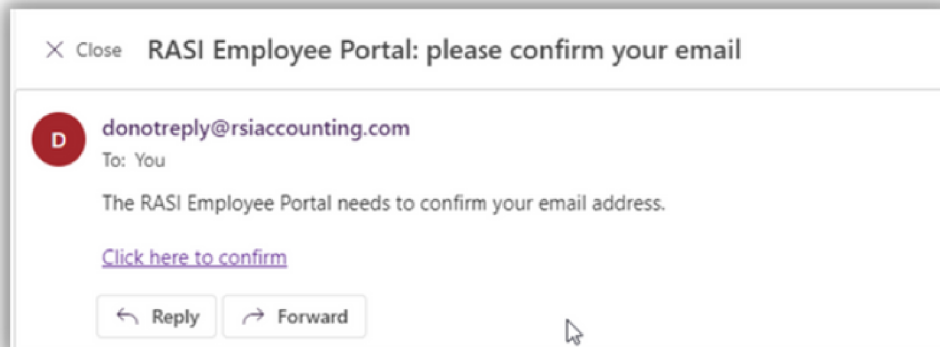 Close RASI Employee Portal: please confirm your email
D
donotreply@rsiaccounting.com
To: You
The RASI Employee Portal needs to confirm your email address.
Click here to confirm
Reply Forward